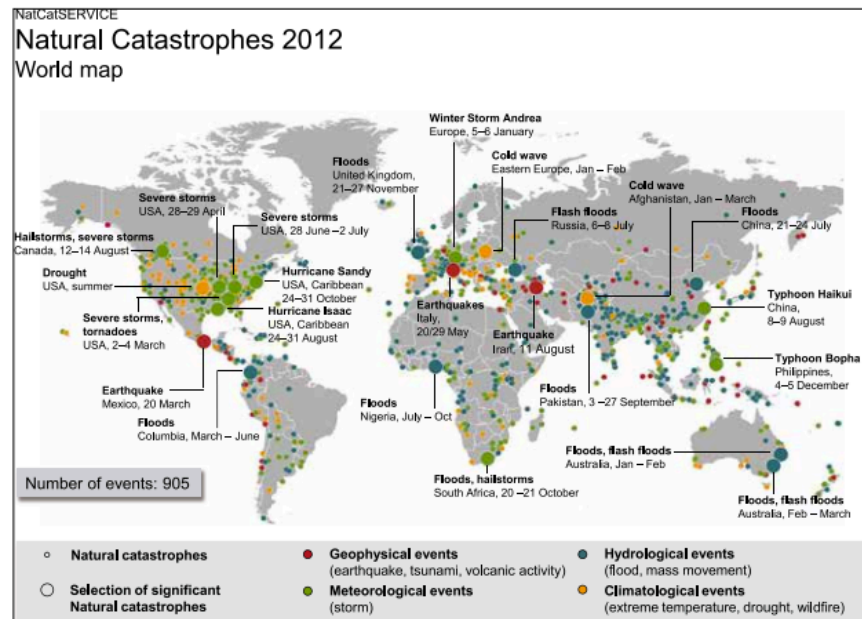 NatCatSERVICE
Natural Catastrophes 2012
World map
Winter Storm Andrea
Europe, 5–6 January
Floods
United Kingdom,
21–27 November
Cold wave
Eastern Europe, Jan – Feb
Cold wave
Afghanistan, Jan – March
Severe storms
USA, 28–29 April
Severe storms
USA, 28 June –2 July
Flash floods
Russia, 6–8 July
Floods
China, 21–24 July
Hailstorms, severe storms
Canada, 12–14 August
Drought
USA, summer
Hurricane Sandy
USA, Caribbean
24–31 October
Severe storms,
tornadoes
USA, 2–4 March
Hurricane Isaac
USA, Caribbean
24–31 August
Earthquakes
Italy,
20/29 May
Earthquake
Iran, 11 August
Typhoon Haikui
China,
8–9 August
Typhoon Bopha
Philippines,
4–5 December
Earthquake
Mexico, 20 March
Floods
Columbia, March – June
Floods
Nigeria, July – Oct
Floods
Pakistan, 3 –27 September
Floods, flash floods
Australia, Jan – Feb
Number of events: 905
Floods, hailstorms
South Africa, 20 –21 October
Floods, flash floods
Australia, Feb – March
Natural catastrophes
Selection of significant
Natural catastrophes
Geophysical events
(earthquake, tsunami, volcanic activity)
Meteorological events
(storm)
Hydrological events
(flood, mass movement)
Climatological events
(extreme temperature, drought, wildfire)